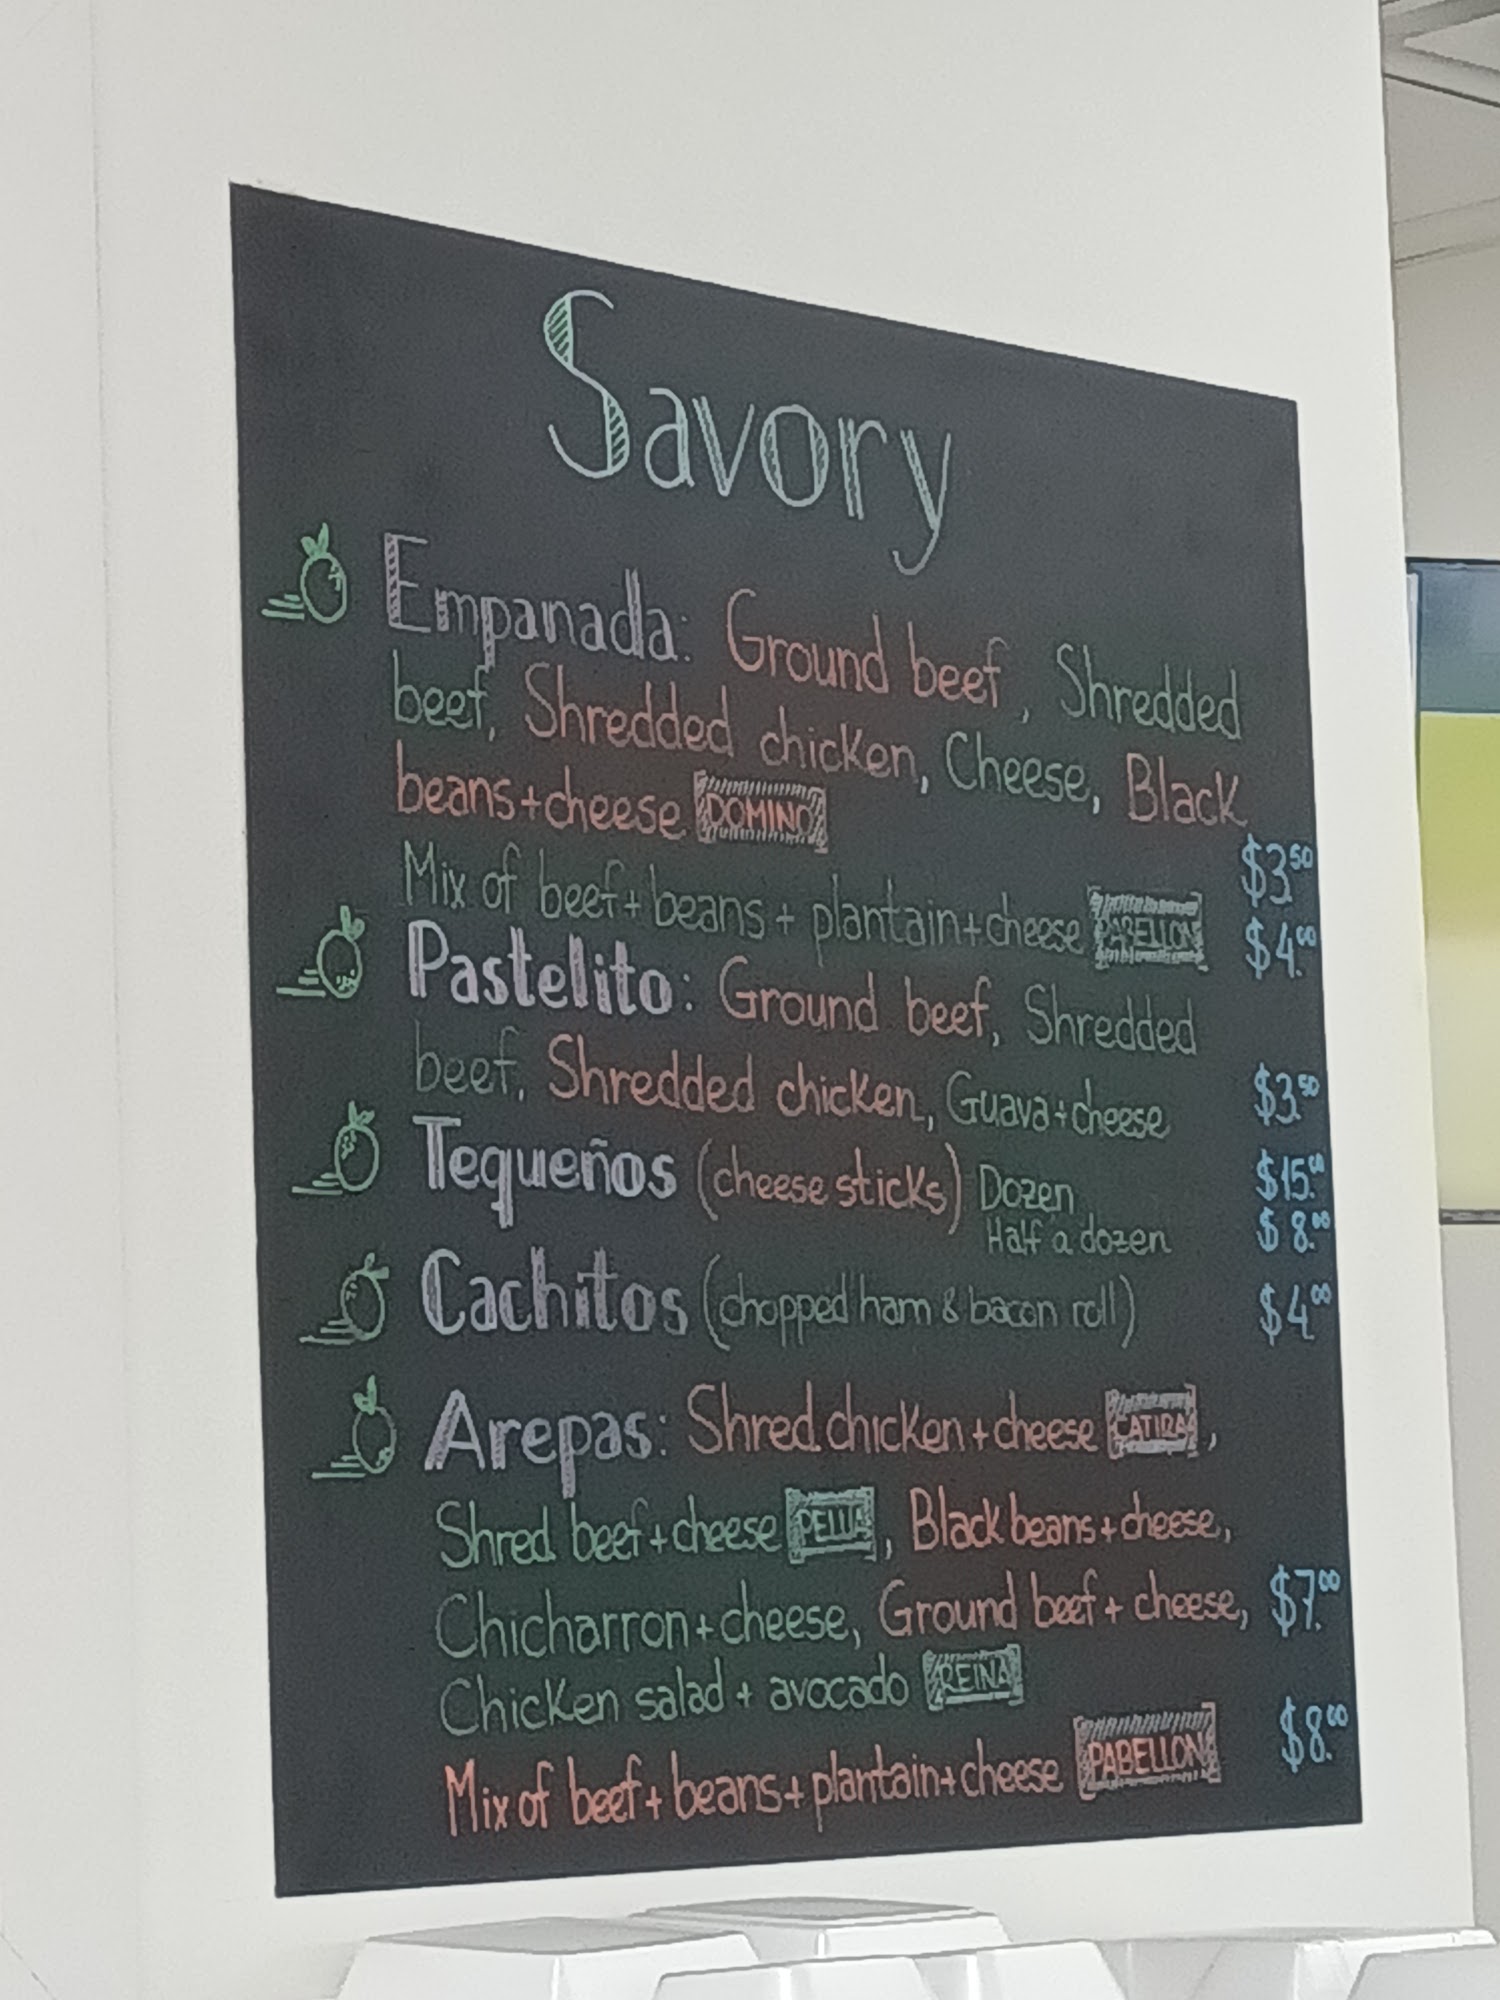 Savory
Empanada: Ground beef, Shredded
beef, Shredded chicken, Cheese, Black
beans+cheese DOMINO $3.50
Mix of beef+ beans + plantain+cheese PABELLON $4.00
Pastelito: Ground beef, Shredded
beef, Shredded chicken, Guava+cheese $3.50
Tequeños (cheese sticks) Dozen $15.00
Half a dozen $8.00
Cachitos (chopped ham & bacon roll) $4.00
Arepas: Shred.chicken+cheese CATIRA,
Shred beef+cheese PELUA, Black beans+cheese,
Chicharron+cheese, Ground beef+cheese, $7.00
Chicken salad + avocado REINA
Mix of beef+ beans+plantain+cheese PABELLON $8.00